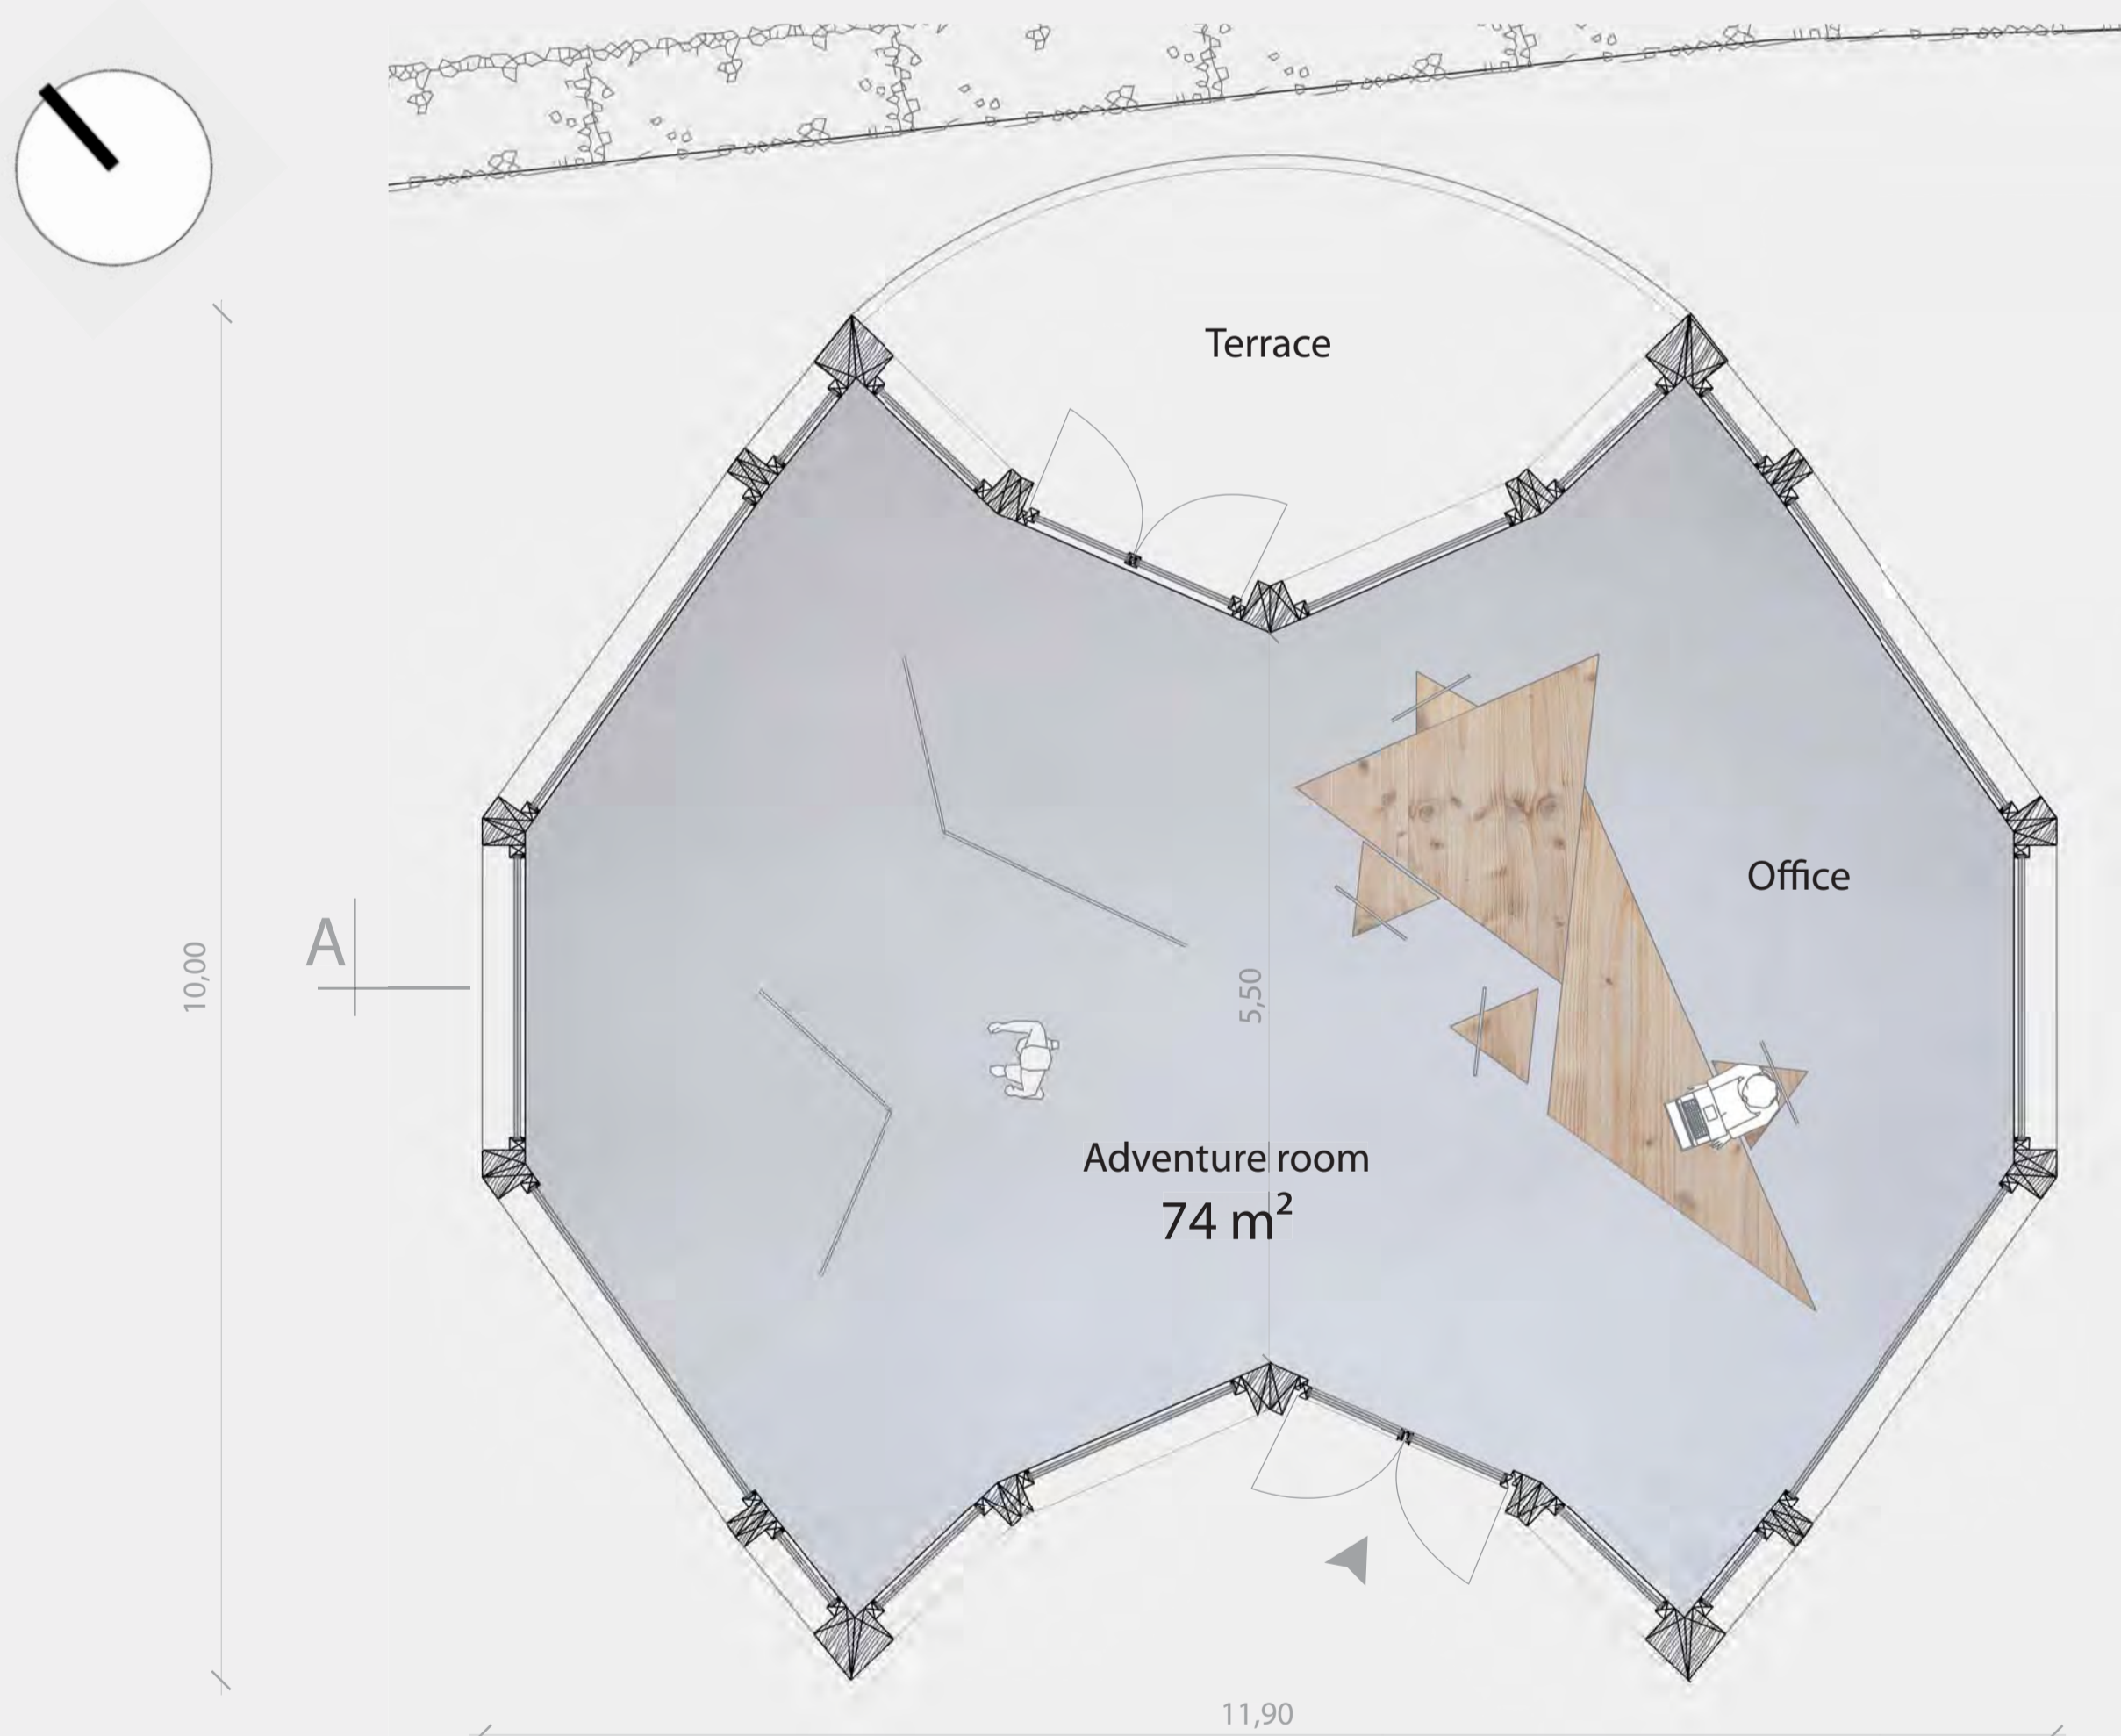 Terrace
Office
10,00
A
5,50
Adventure room
74 m²
11,90